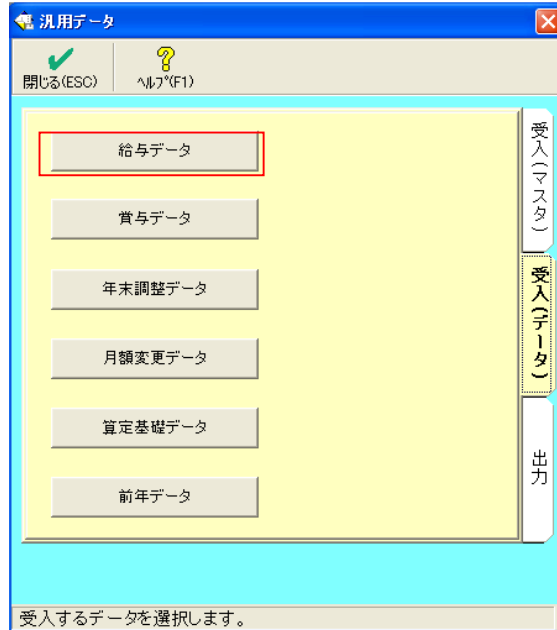 汎用データ
閉じる(ESC)
ヘルプ(F1)
給与データ
賞与データ
年末調整データ
月額変更データ
算定基礎データ
前年データ
受入(マスタ)
受入(データ)
出力
受入するデータを選択します。